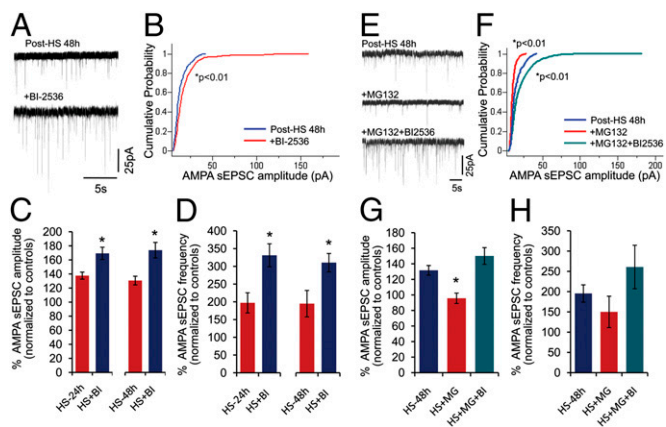 A
Post-HS 48h
+BI-2536
25pA
5s
B
Cumulative Probability
1
0.8
0.6
0.4
0.2
0
0
50
100
150
*p<0.01
Post-HS 48h
+BI-2536
AMPA sEPSC amplitude (pA)
E
Post-HS 48h
+MG132
+MG132+BI2536
25pA
5s
F
Cumulative Probability
1
0.8
0.6
0.4
0.2
0
0
50
100
150
200
*p<0.01
*p<0.01
Post-HS 48h
+MG132
+MG132+BI2536
AMPA sEPSC amplitude (pA)
C
% AMPA sEPSC amplitude
(normalized to controls)
200
180
160
140
120
100
80
60
40
20
0
*
*
HS-24h
HS+BI
HS-48h
HS+BI
D
% AMPA sEPSC frequency
(normalized to controls)
400
350
300
250
200
150
100
50
0
*
*
HS-24h
HS+BI
HS-48h
HS+BI
G
% AMPA sEPSC amplitude
(normalized to controls)
180
160
140
120
100
80
60
40
20
0
*
HS-48h
HS+MG
HS+MG+BI
H
% AMPA sEPSC frequency
(normalized to controls)
350
300
250
200
150
100
50
0
HS-48h
HS+MG
HS+MG+BI